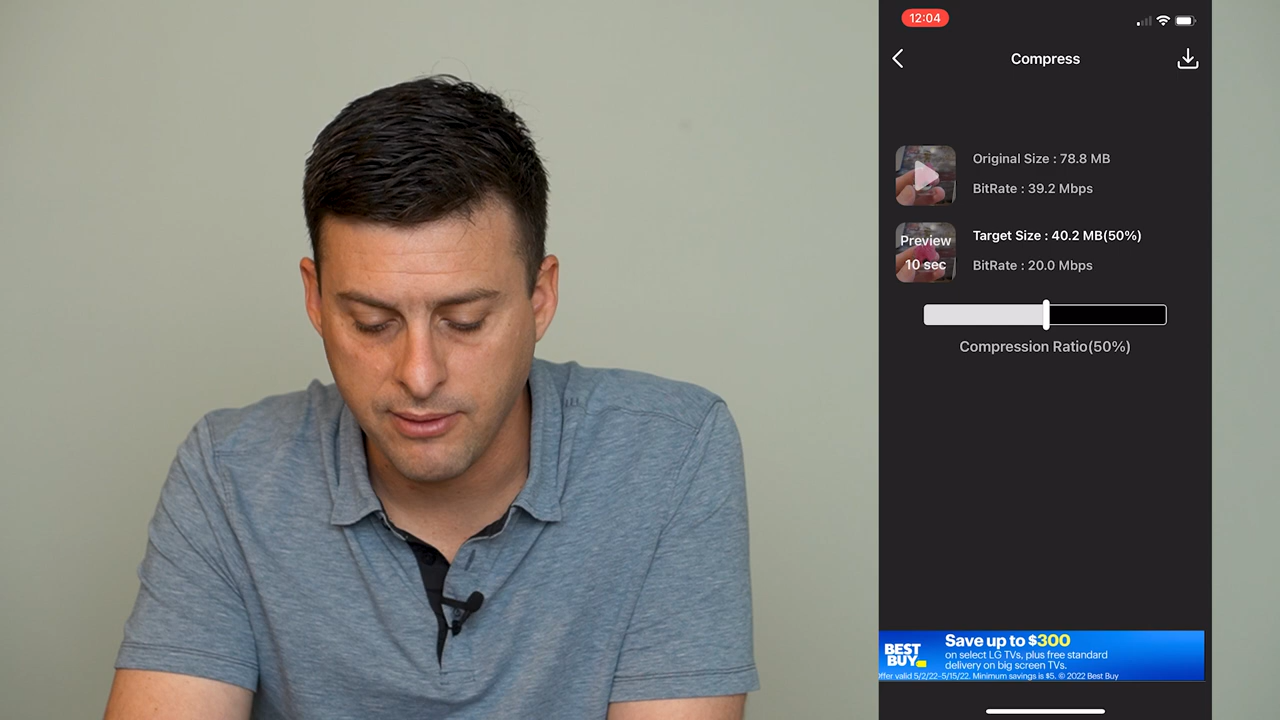 12:04
Compress
Original Size : 78.8 MB
BitRate : 39.2 Mbps
Preview
10 sec
Target Size : 40.2 MB(50%)
BitRate : 20.0 Mbps
Compression Ratio(50%)
BEST
BUY
Save up to $300
on select LG TVs, plus free standard
delivery on big screen TVs.
ffer valid 5/2/22-5/15/22. Minimum savings is $5. © 2022 Best Buy